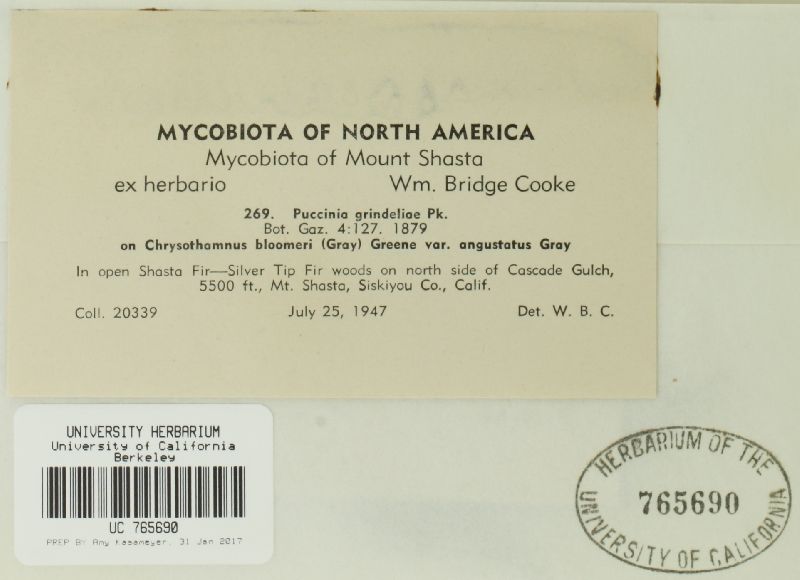 MYCOBIOTA OF NORTH AMERICA
Mycobiota of Mount Shasta
ex herbario Wm. Bridge Cooke
269. Puccinia grindeliae Pk.
Bot. Gaz. 4:127. 1879
on Chrysothamnus bloomeri (Gray) Greene var. angustatus Gray
In open Shasta Fir—Silver Tip Fir woods on north side of Cascade Gulch,
5500 ft., Mt. Shasta, Siskiyou Co., Calif.
Coll. 20339 July 25, 1947 Det. W. B. C.
UNIVERSITY HERBARIUM
University of California
Berkeley
UC 765690
PREP BY Amy Kasameyer, 31 Jan 2017
HERBARIUM OF THE
765690
UNIVERSITY OF CALIFORNIA